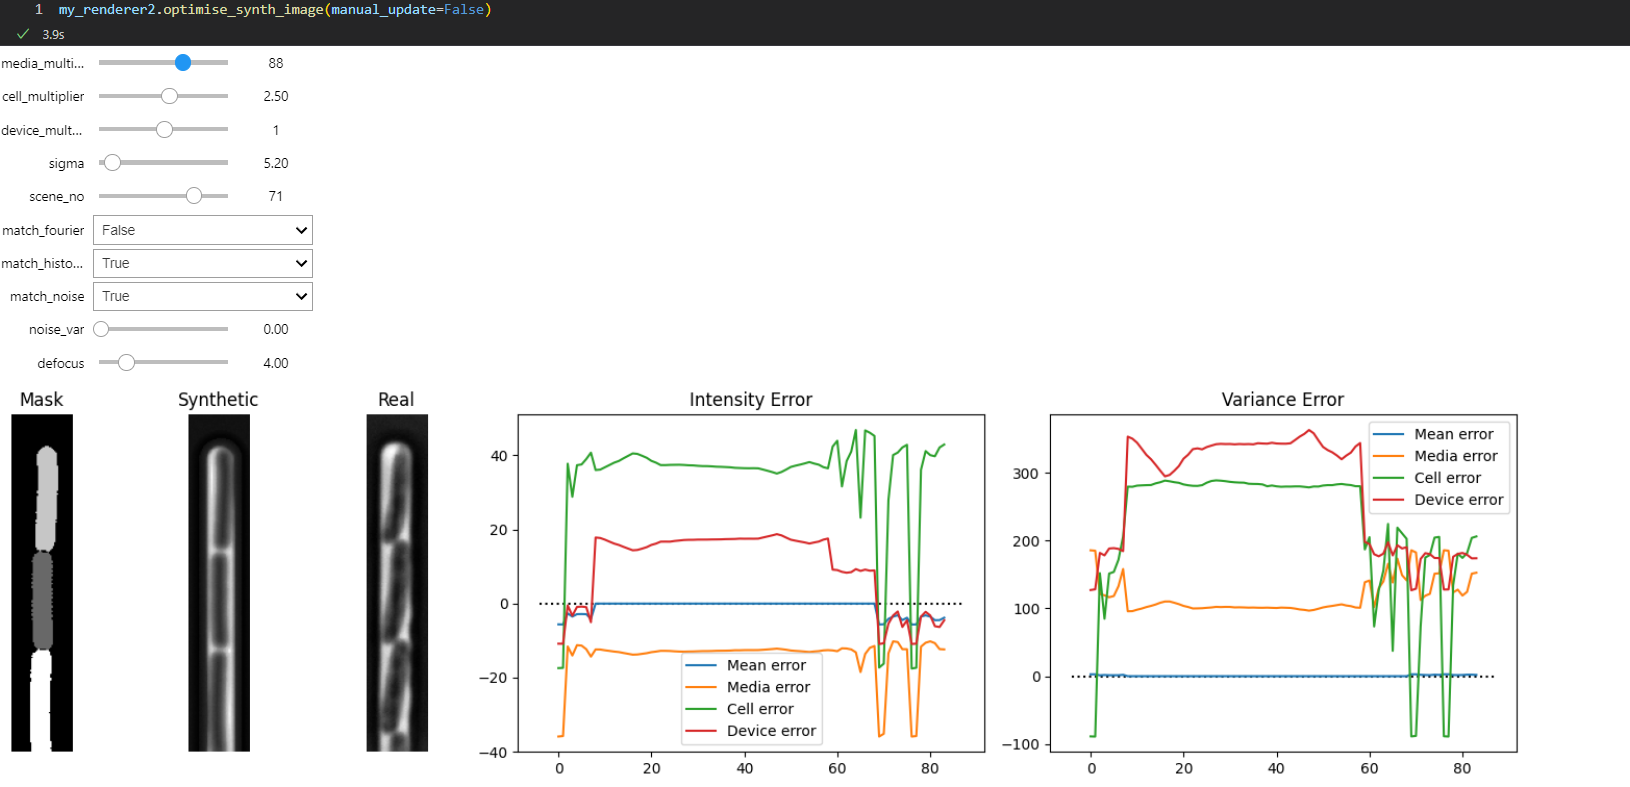 1 my_renderer2.optimise_synth_image(manual_update=False)
3.9s
media_multi... 88
cell_multiplier 2.50
device_mult... 1
sigma 5.20
scene_no 71
match_fourier False
match_histo... True
match_noise True
noise_var 0.00
defocus 4.00
Mask
Synthetic
Real
Intensity Error
40
20
0
−20
−40
0 20 40 60 80
Mean error
Media error
Cell error
Device error
Variance Error
300
200
100
0
−100
0 20 40 60 80
Mean error
Media error
Cell error
Device error